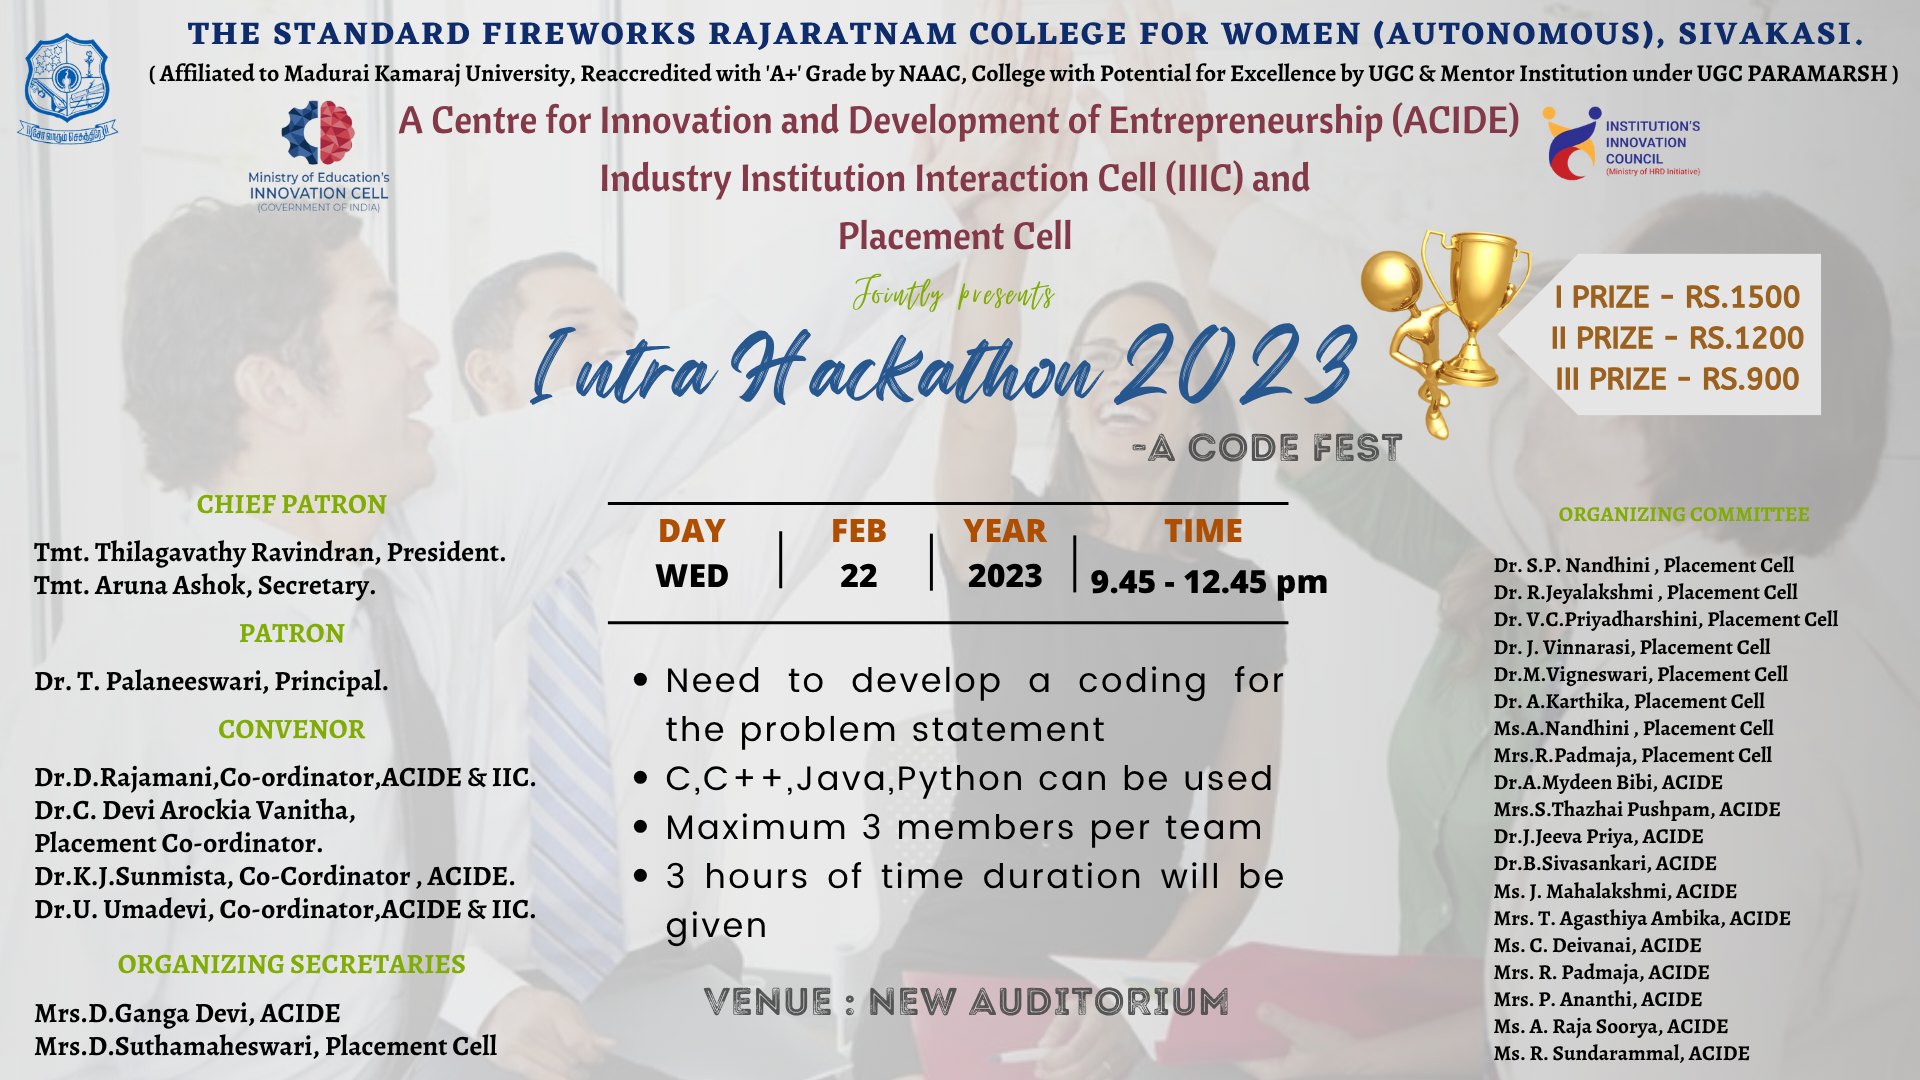 THE STANDARD FIREWORKS RAJARATNAM COLLEGE FOR WOMEN (AUTONOMOUS), SIVAKASI.
( Affiliated to Madurai Kamaraj University, Reaccredited with 'A+' Grade by NAAC, College with Potential for Excellence by UGC & Mentor Institution under UGC PARAMARSH )
A Centre for Innovation and Development of Entrepreneurship (ACIDE)
Industry Institution Interaction Cell (IIIC) and
Placement Cell
Ministry of Education's
INNOVATION CELL
(GOVERNMENT OF INDIA)
INSTITUTION'S
INNOVATION
COUNCIL
(Ministry of HRD Initiative)
Jointly presents
Intra Hackathon 2023
-A CODE FEST
I PRIZE - RS.1500
II PRIZE - RS.1200
III PRIZE - RS.900
CHIEF PATRON
Tmt. Thilagavathy Ravindran, President.
Tmt. Aruna Ashok, Secretary.
PATRON
Dr. T. Palaneeswari, Principal.
CONVENOR
Dr.D.Rajamani,Co-ordinator,ACIDE & IIC.
Dr.C. Devi Arockia Vanitha,
Placement Co-ordinator.
Dr.K.J.Sunmista, Co-Cordinator , ACIDE.
Dr.U. Umadevi, Co-ordinator,ACIDE & IIC.
ORGANIZING SECRETARIES
Mrs.D.Ganga Devi, ACIDE
Mrs.D.Suthamaheswari, Placement Cell
DAY FEB YEAR TIME
WED 22 2023 9.45 - 12.45 pm
• Need to develop a coding for
the problem statement
• C,C++,Java,Python can be used
• Maximum 3 members per team
• 3 hours of time duration will be
given
VENUE : NEW AUDITORIUM
ORGANIZING COMMITTEE
Dr. S.P. Nandhini , Placement Cell
Dr. R.Jeyalakshmi , Placement Cell
Dr. V.C.Priyadharshini, Placement Cell
Dr. J. Vinnarasi, Placement Cell
Dr.M.Vigneswari, Placement Cell
Dr. A.Karthika, Placement Cell
Ms.A.Nandhini , Placement Cell
Mrs.R.Padmaja, Placement Cell
Dr.A.Mydeen Bibi, ACIDE
Mrs.S.Thazhai Pushpam, ACIDE
Dr.J.Jeeva Priya, ACIDE
Dr.B.Sivasankari, ACIDE
Ms. J. Mahalakshmi, ACIDE
Mrs. T. Agasthiya Ambika, ACIDE
Ms. C. Deivanai, ACIDE
Mrs. R. Padmaja, ACIDE
Mrs. P. Ananthi, ACIDE
Ms. A. Raja Soorya, ACIDE
Ms. R. Sundarammal, ACIDE